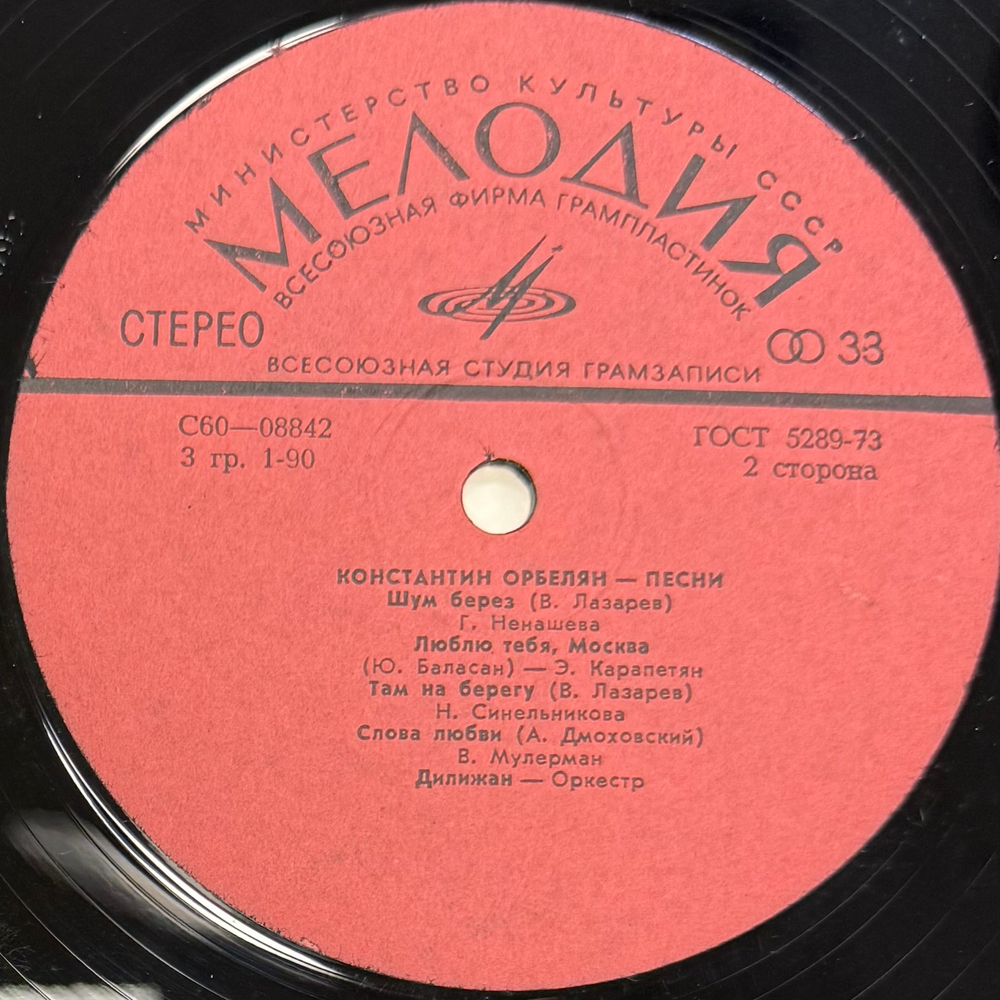 МИНИСТЕРСТВО КУЛЬТУРЫ СССР
МЕЛОДИЯ
ВСЕСОЮЗНАЯ ФИРМА ГРАМПЛАСТИНОК
СТЕРЕО
33
ВСЕСОЮЗНАЯ СТУДИЯ ГРАМЗАПИСИ
С60—08842
ГОСТ 5289-73
3 гр. 1-90
2 сторона
КОНСТАНТИН ОРБЕЛЯН — ПЕСНИ
Шум берез (В. Лазарев)
Г. Ненашева
Люблю тебя, Москва
(Ю. Баласан) — Э. Карапетян
Там на берегу (В. Лазарев)
Н. Синельникова
Слова любви (А. Дмоховский)
В. Мулерман
Дилижан — Оркестр